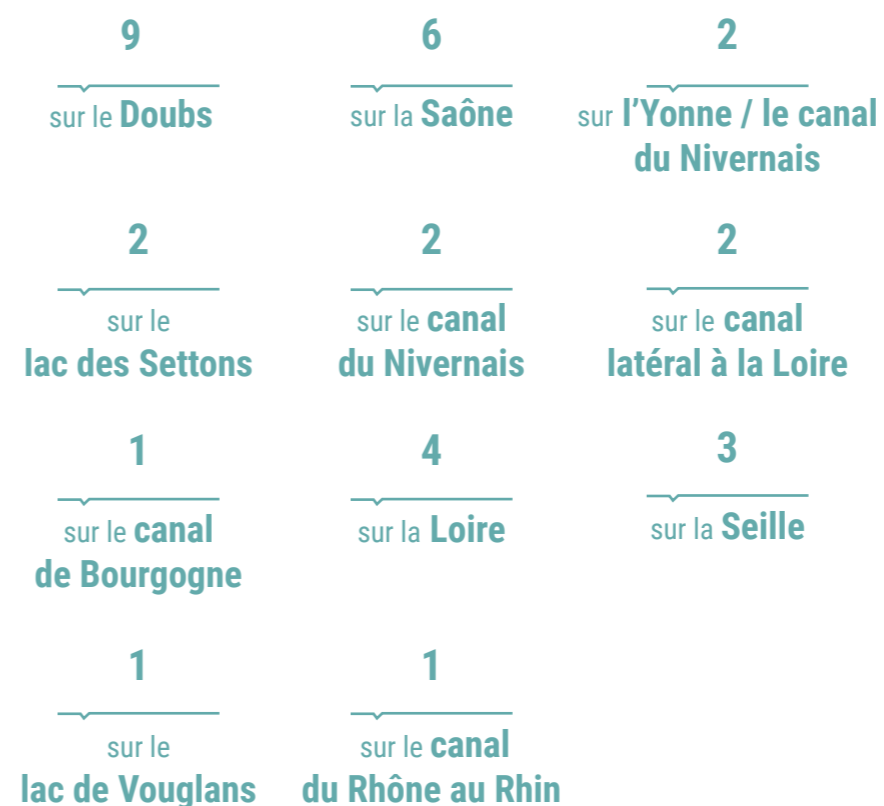 9
sur le Doubs
6
sur la Saône
2
sur l'Yonne / le canal
du Nivernais
2
sur le
lac des Settons
2
sur le canal
du Nivernais
2
sur le canal
latéral à la Loire
1
sur le canal
de Bourgogne
4
sur la Loire
3
sur la Seille
1
sur le
lac de Vouglans
1
sur le canal
du Rhône au Rhin